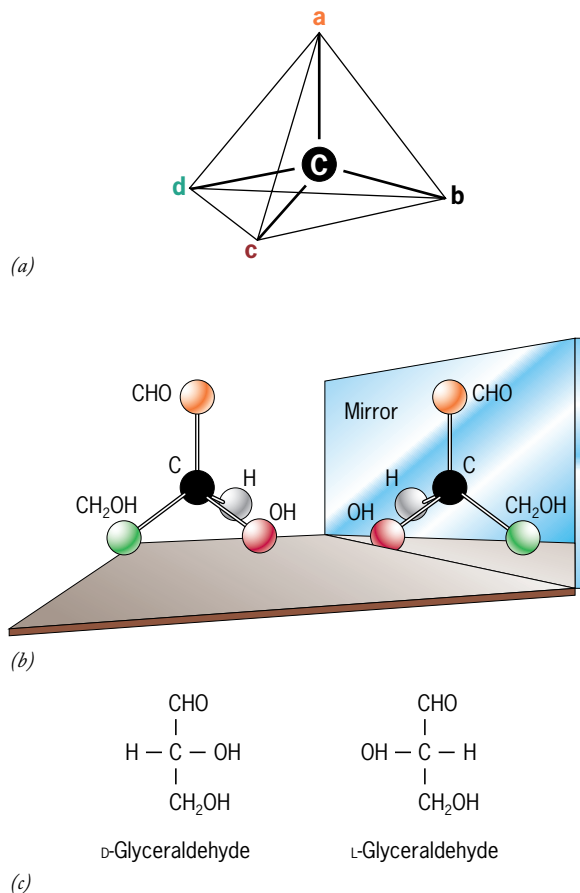 a
C
d
b
c
(a)
CHO
CHO
Mirror
C
H
H
C
CH₂OH
OH
OH
CH₂OH
(b)
CHO CHO
| |
H – C – OH OH – C – H
| |
CH₂OH CH₂OH
D-Glyceraldehyde L-Glyceraldehyde
(c)